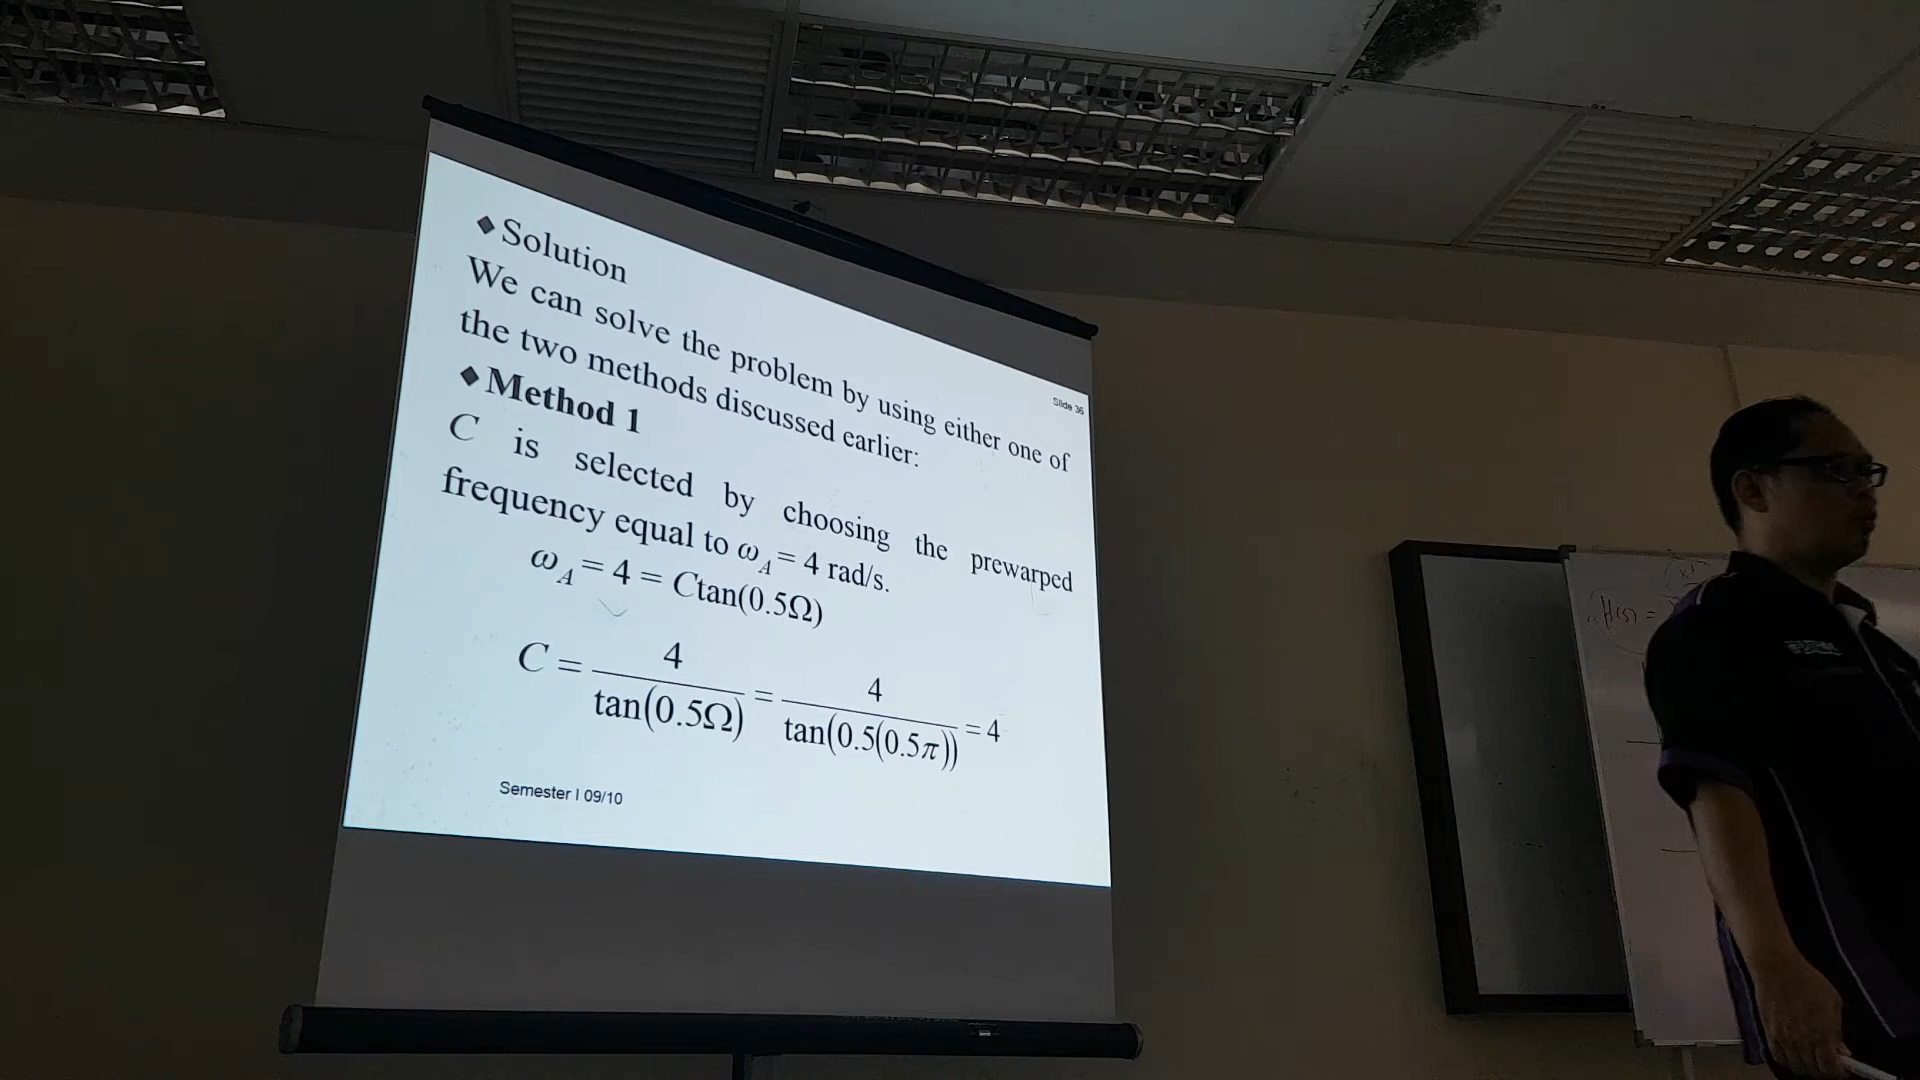 Slide 36
◆Solution
We can solve the problem by using either one of
the two methods discussed earlier:
◆Method 1
C is selected by choosing the prewarped
frequency equal to ω_A = 4 rad/s.
ω_A = 4 = Ctan(0.5Ω)
C = 4 / tan(0.5Ω) = 4 / tan(0.5(0.5π)) = 4
Semester I 09/10
H(s) =